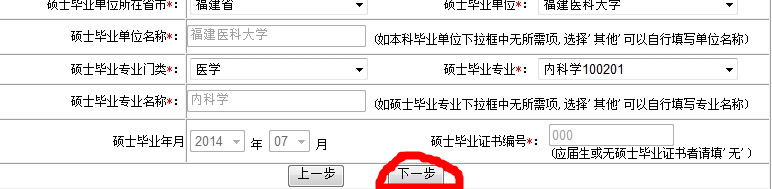 硕士毕业单位所在省市*: 福建省 硕士毕业单位*: 福建医科大学
硕士毕业单位名称*: 福建医科大学 (如本科毕业单位下拉框中无所需项,选择'其他'可以自行填写单位名称)
硕士毕业专业门类*: 医学 硕士毕业专业*: 内科学100201
硕士毕业专业名称*: 内科学 (如硕士毕业专业下拉框中无所需项,选择'其他'可以自行填写专业名称)
硕士毕业年月 2014 年 07 月 硕士毕业证书编号*: 000
(应届生或无硕士毕业证书者请填'无')
上一步 下一步